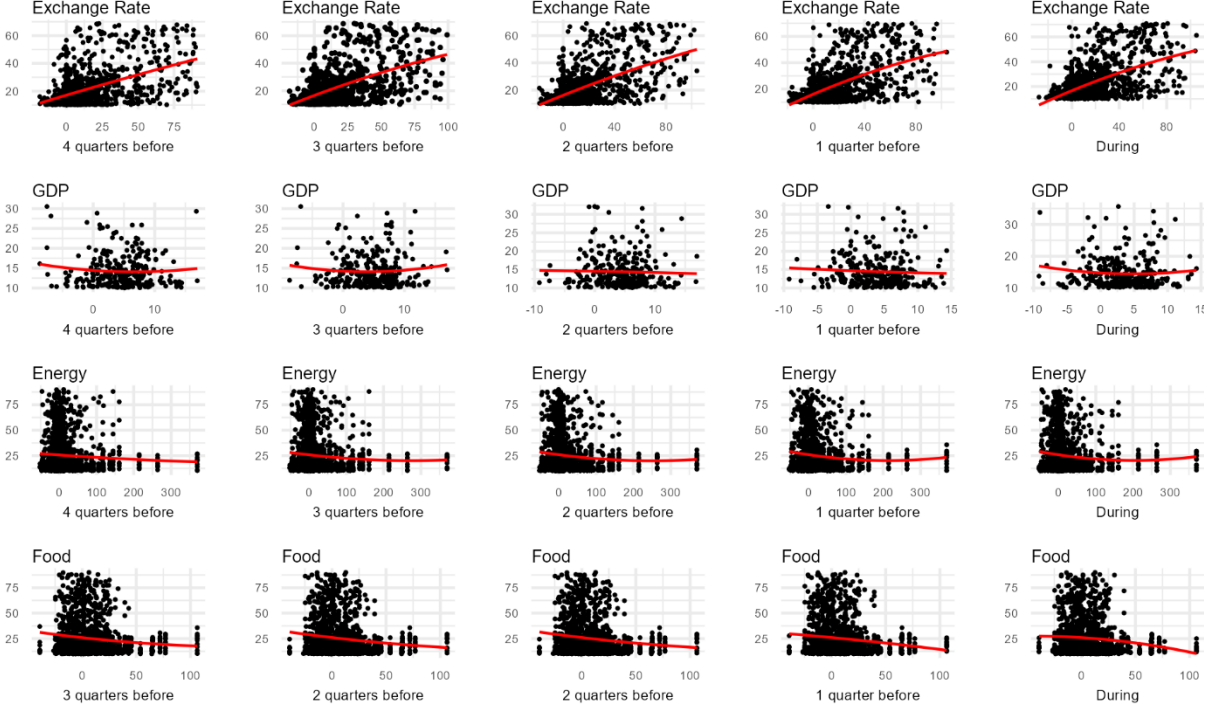 Exchange Rate Exchange Rate Exchange Rate Exchange Rate Exchange Rate
60 60 60 60 60
40 40 40 40 40
20 20 20 20 20
0 25 50 75 0 25 50 75 100 0 40 80 0 40 80 0 40 80
4 quarters before 3 quarters before 2 quarters before 1 quarter before During
GDP GDP GDP GDP GDP
30 30 30 30 30
25 25 25 25
20 20 20 20 20
15 15 15 15
10 10 10 10 10
0 10 0 10 -10 0 10 -10 -5 0 5 10 15 -10 -5 0 5 10 15
4 quarters before 3 quarters before 2 quarters before 1 quarter before During
Energy Energy Energy Energy Energy
75 75 75 75 75
50 50 50 50 50
25 25 25 25 25
0 100 200 300 0 100 200 300 0 100 200 300 0 100 200 300 0 100 200 300
4 quarters before 3 quarters before 2 quarters before 1 quarter before During
Food Food Food Food Food
75 75 75 75 75
50 50 50 50 50
25 25 25 25 25
0 50 100 0 50 100 0 50 100 0 50 100 0 50 100
3 quarters before 2 quarters before 2 quarters before 1 quarter before During